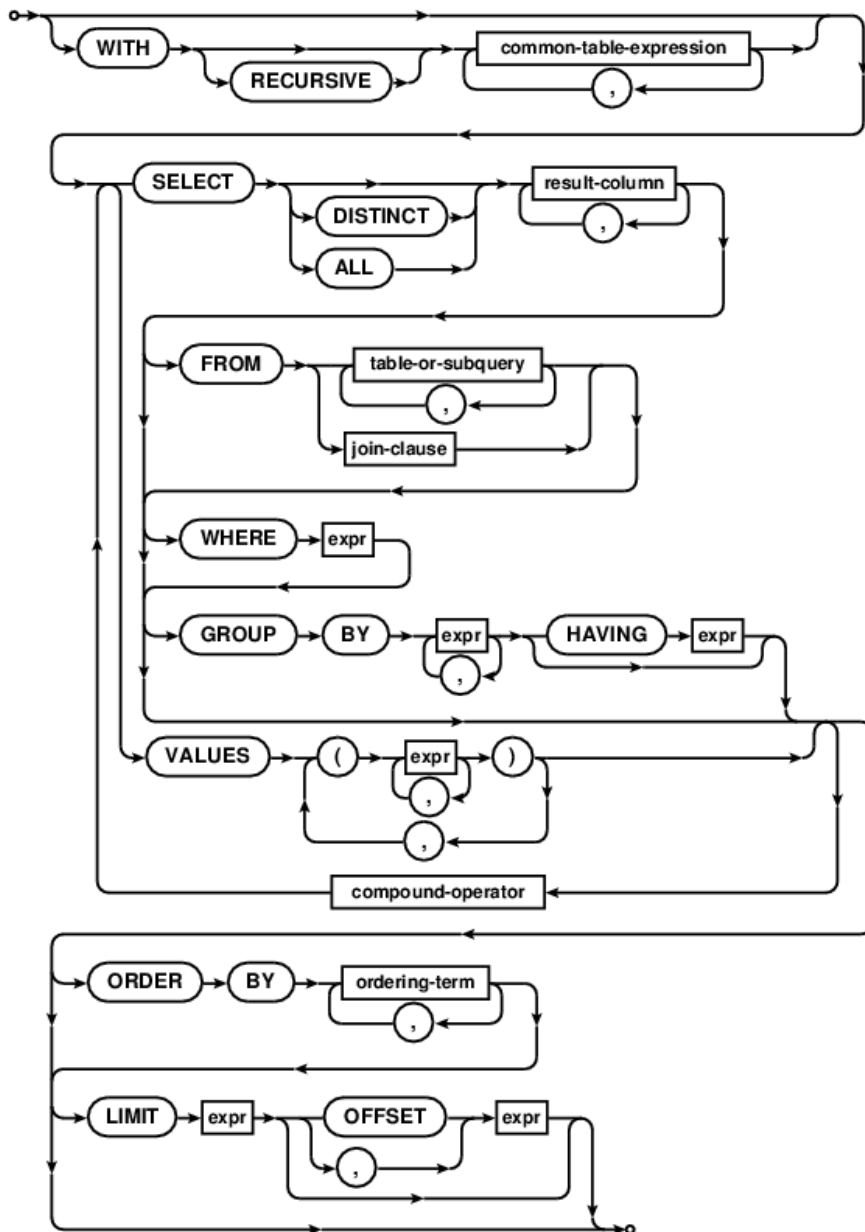 WITH common-table-expression
RECURSIVE ,
SELECT result-column
DISTINCT ,
ALL
FROM table-or-subquery
,
join-clause
WHERE expr
GROUP BY expr HAVING expr
,
VALUES ( expr )
,
,
compound-operator
ORDER BY ordering-term
,
LIMIT expr OFFSET expr
,